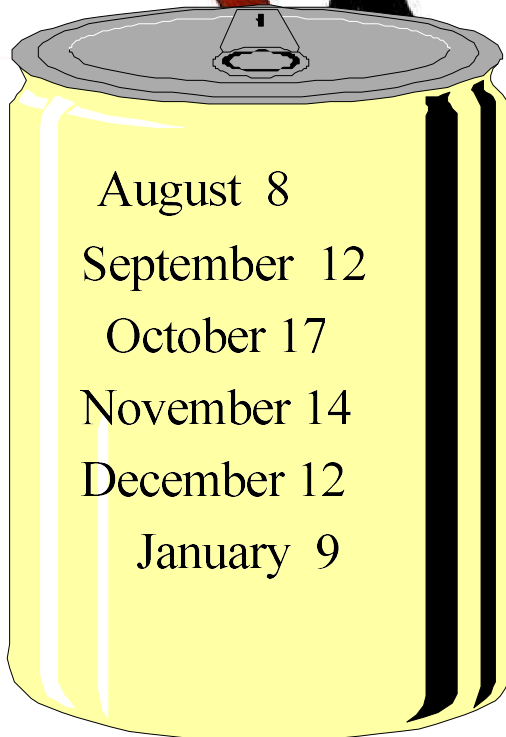 August 8
September 12
October 17
November 14
December 12
January 9